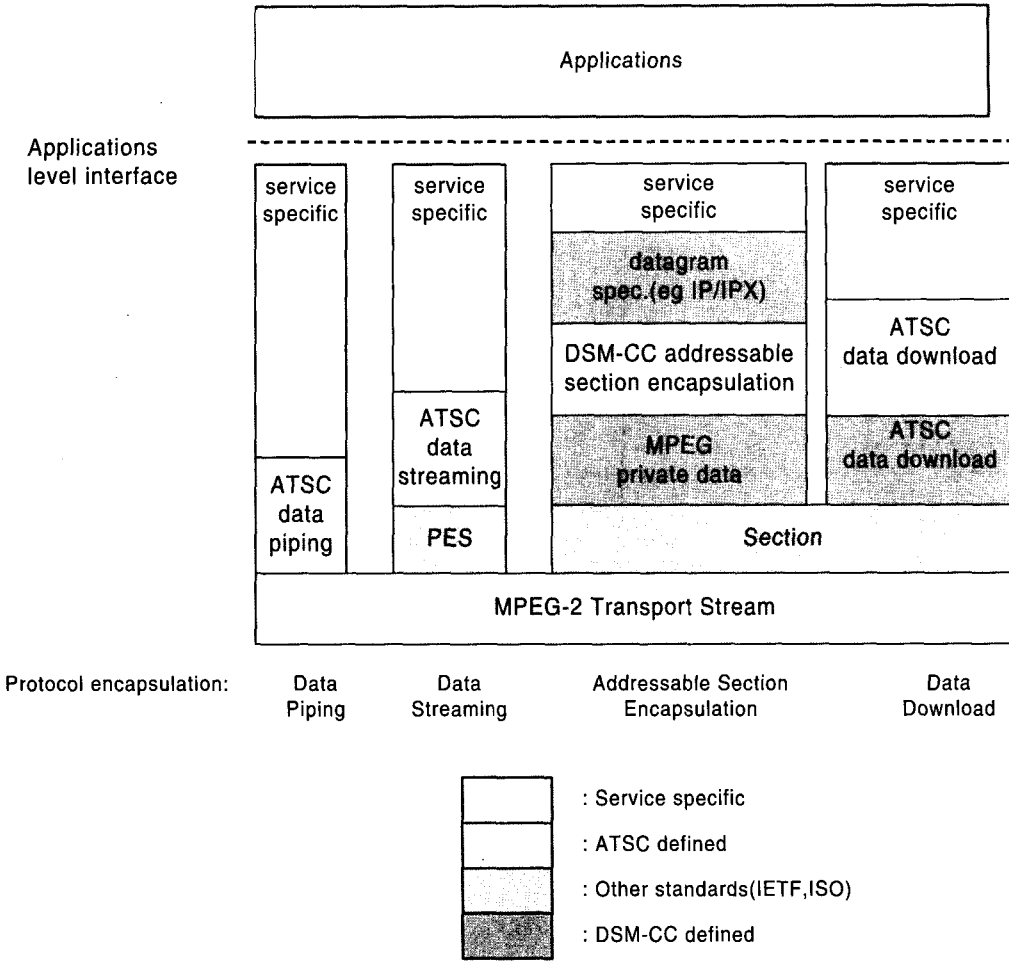 Applications
Applications
level interface
service
specific
ATSC
data
piping
service
specific
ATSC
data
streaming
PES
service
specific
datagram
spec.(eg IP/IPX)
DSM-CC addressable
section encapsulation
MPEG
private data
service
specific
ATSC
data download
ATSC
data download
Section
MPEG-2 Transport Stream
Protocol encapsulation:
Data
Piping
Data
Streaming
Addressable Section
Encapsulation
Data
Download
: Service specific
: ATSC defined
: Other standards(IETF,ISO)
: DSM-CC defined